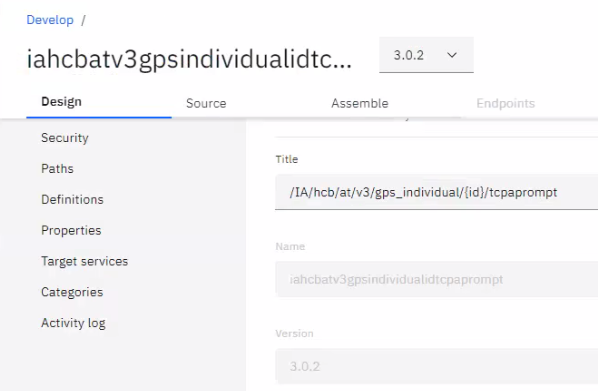 Develop /
iahcbatv3gpsindividualidtc...
3.0.2
Design
Source
Assemble
Endpoints
Security
Paths
Definitions
Properties
Target services
Categories
Activity log
Title
/IA/hcb/at/v3/gps_individual/{id}/tcpaprompt
Name
iahcbatv3gpsindividualidtcpaprompt
Version
3.0.2